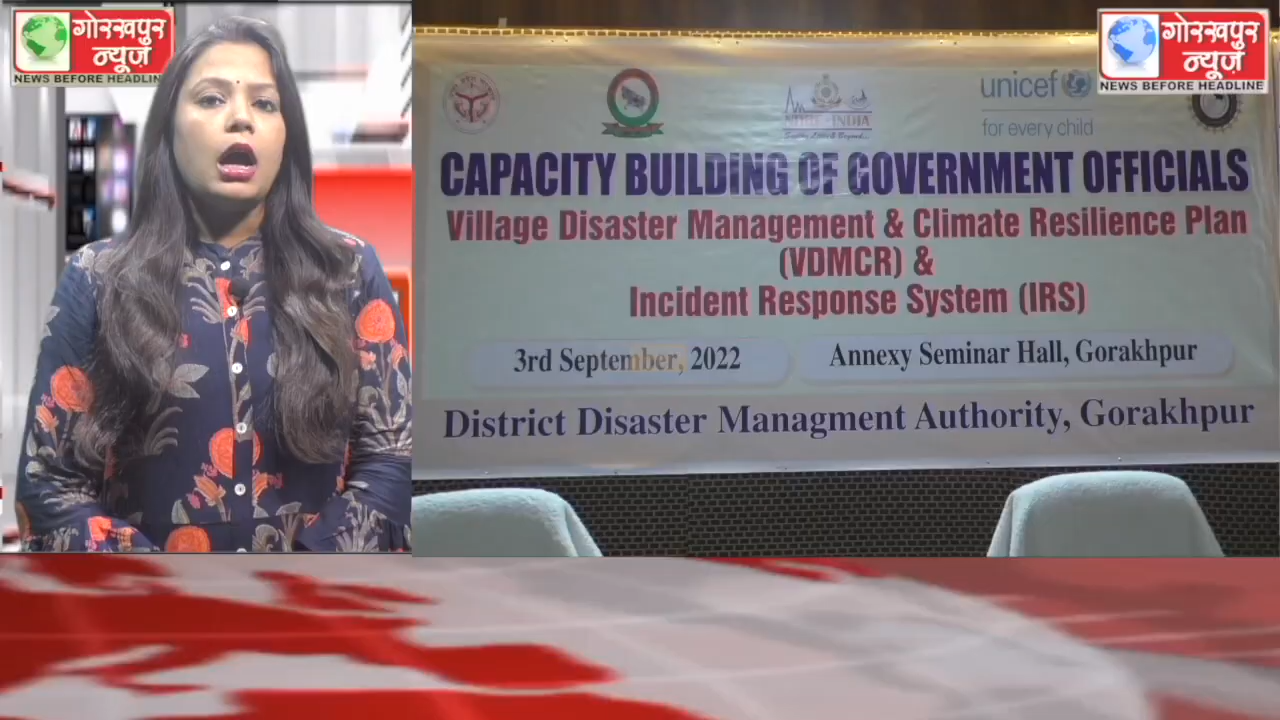 गोरखपुर
न्यूज़
NEWS BEFORE HEADLIN
गोरखपुर
न्यूज़
NEWS BEFORE HEADLINE
unicef
for every child
CAPACITY BUILDING OF GOVERNMENT OFFICIALS
Village Disaster Management & Climate Resilience Plan
(VDMCR) &
Incident Response System (IRS)
3rd September, 2022
Annexy Seminar Hall, Gorakhpur
District Disaster Managment Authority, Gorakhpur